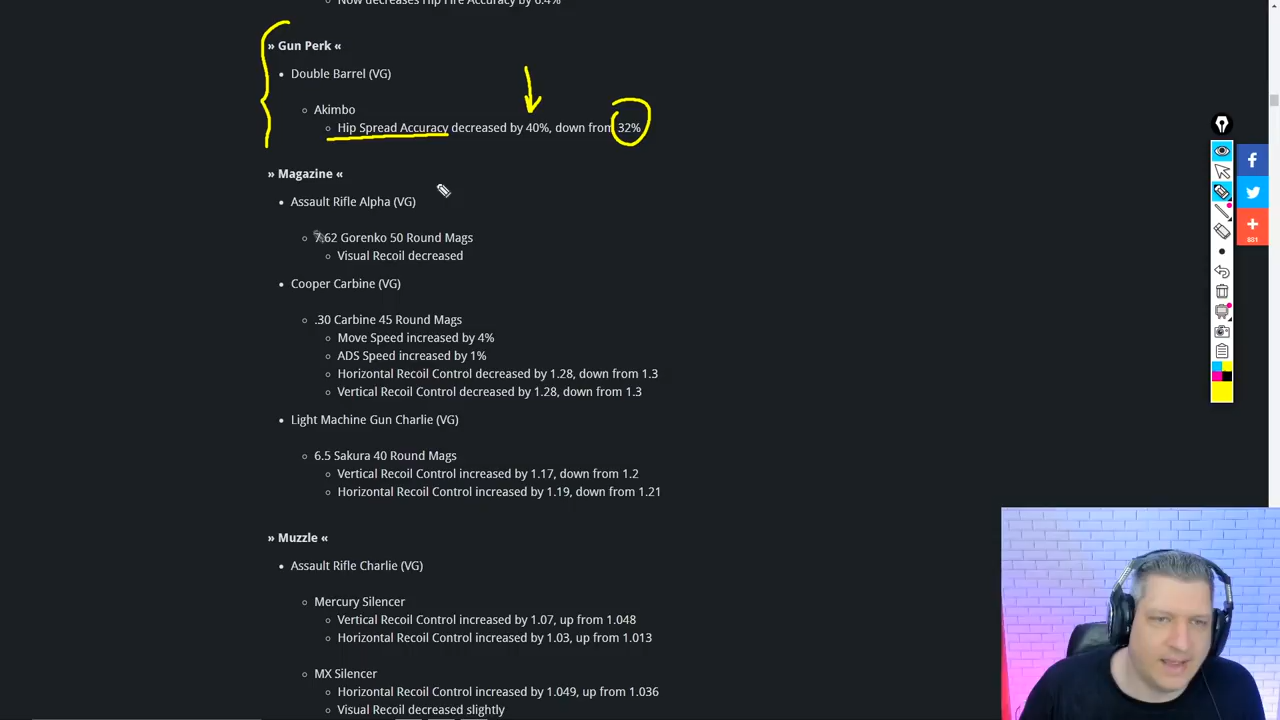 Now decreases Hip Fire Accuracy by 6.4%
» Gun Perk «
Double Barrel (VG)
Akimbo
Hip Spread Accuracy decreased by 40%, down from 32%
» Magazine «
Assault Rifle Alpha (VG)
7.62 Gorenko 50 Round Mags
Visual Recoil decreased
Cooper Carbine (VG)
.30 Carbine 45 Round Mags
Move Speed increased by 4%
ADS Speed increased by 1%
Horizontal Recoil Control decreased by 1.28, down from 1.3
Vertical Recoil Control decreased by 1.28, down from 1.3
Light Machine Gun Charlie (VG)
6.5 Sakura 40 Round Mags
Vertical Recoil Control increased by 1.17, down from 1.2
Horizontal Recoil Control increased by 1.19, down from 1.21
» Muzzle «
Assault Rifle Charlie (VG)
Mercury Silencer
Vertical Recoil Control increased by 1.07, up from 1.048
Horizontal Recoil Control increased by 1.03, up from 1.013
MX Silencer
Horizontal Recoil Control increased by 1.049, up from 1.036
Visual Recoil decreased slightly
881